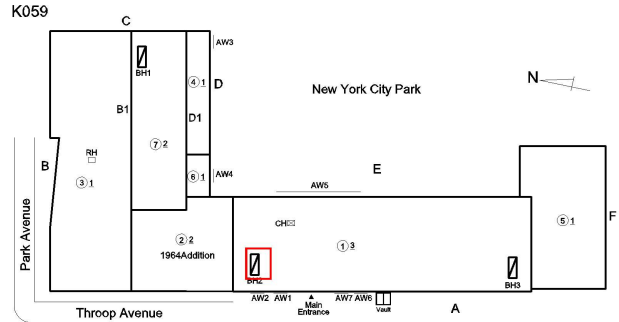 K059
C
AW3
BH1
4 1
D
New York City Park
N
B1
D1
7 2
RH
B
AW4
6 1
E
3 1
AW5
Park Avenue
CH
5 1
F
2 2
1 3
1964Addition
BH2
BH3
AW2 AW1
Main
Entrance
AW7 AW6
Vault
A
Throop Avenue